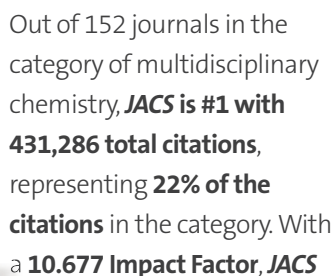 Out of 152 journals in the
category of multidisciplinary
chemistry, JACS is #1 with
431,286 total citations,
representing 22% of the
citations in the category. With
a 10.677 Impact Factor, JACS